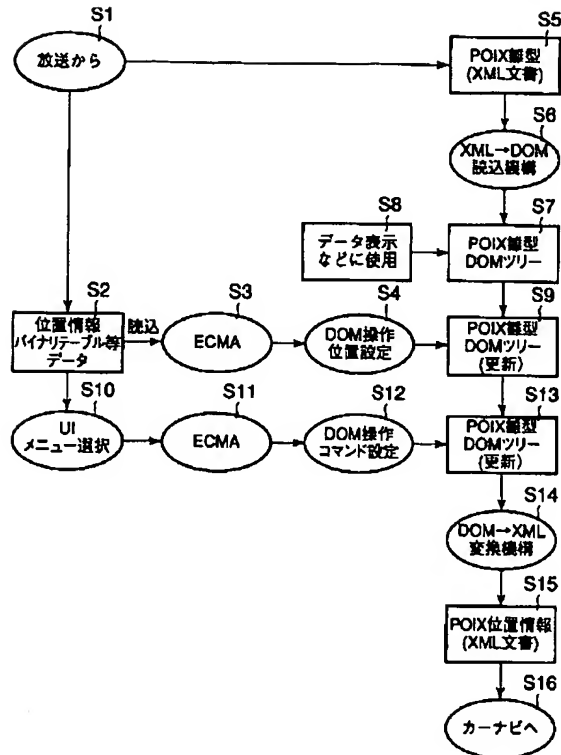 S1
放送から
S5
POIX雛型
(XML文書)
S6
XML→DOM
読込機構
S8
データ表示
などに使用
S7
POIX雛型
DOMツリー
S2
位置情報
バイナリテーブル等
データ
読込
S3
ECMA
S4
DOM操作
位置設定
S9
POIX雛型
DOMツリー
(更新)
S10
UI
メニュー選択
S11
ECMA
S12
DOM操作
コマンド設定
S13
POIX雛型
DOMツリー
(更新)
S14
DOM→XML
変換機構
S15
POIX位置情報
(XML文書)
S16
カーナビへ